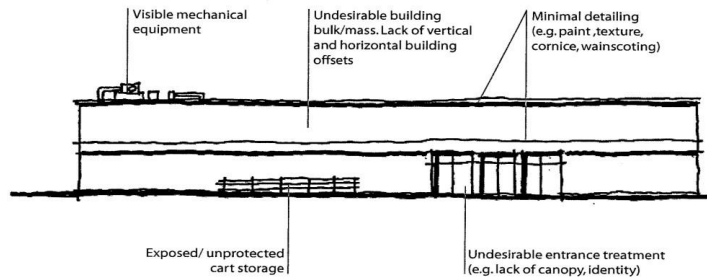 Visible mechanical
equipment
Undesirable building
bulk/mass. Lack of vertical
and horizontal building
offsets
Minimal detailing
(e.g. paint ,texture,
cornice, wainscoting)
Exposed/ unprotected
cart storage
Undesirable entrance treatment
(e.g. lack of canopy, identity)